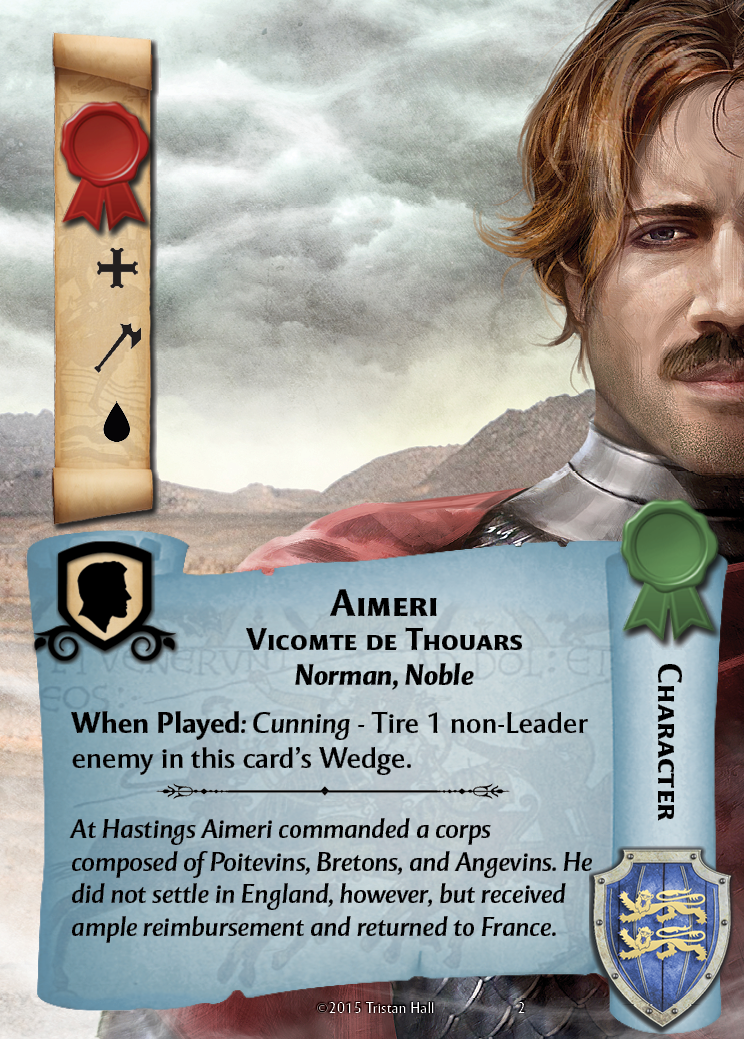 Aimeri
Vicomte de Thouars
Norman, Noble
When Played: Cunning - Tire 1 non-Leader
enemy in this card's Wedge.
At Hastings Aimeri commanded a corps
composed of Poitevins, Bretons, and Angevins. He
did not settle in England, however, but received
ample reimbursement and returned to France.
Character
©2015 Tristan Hall 2